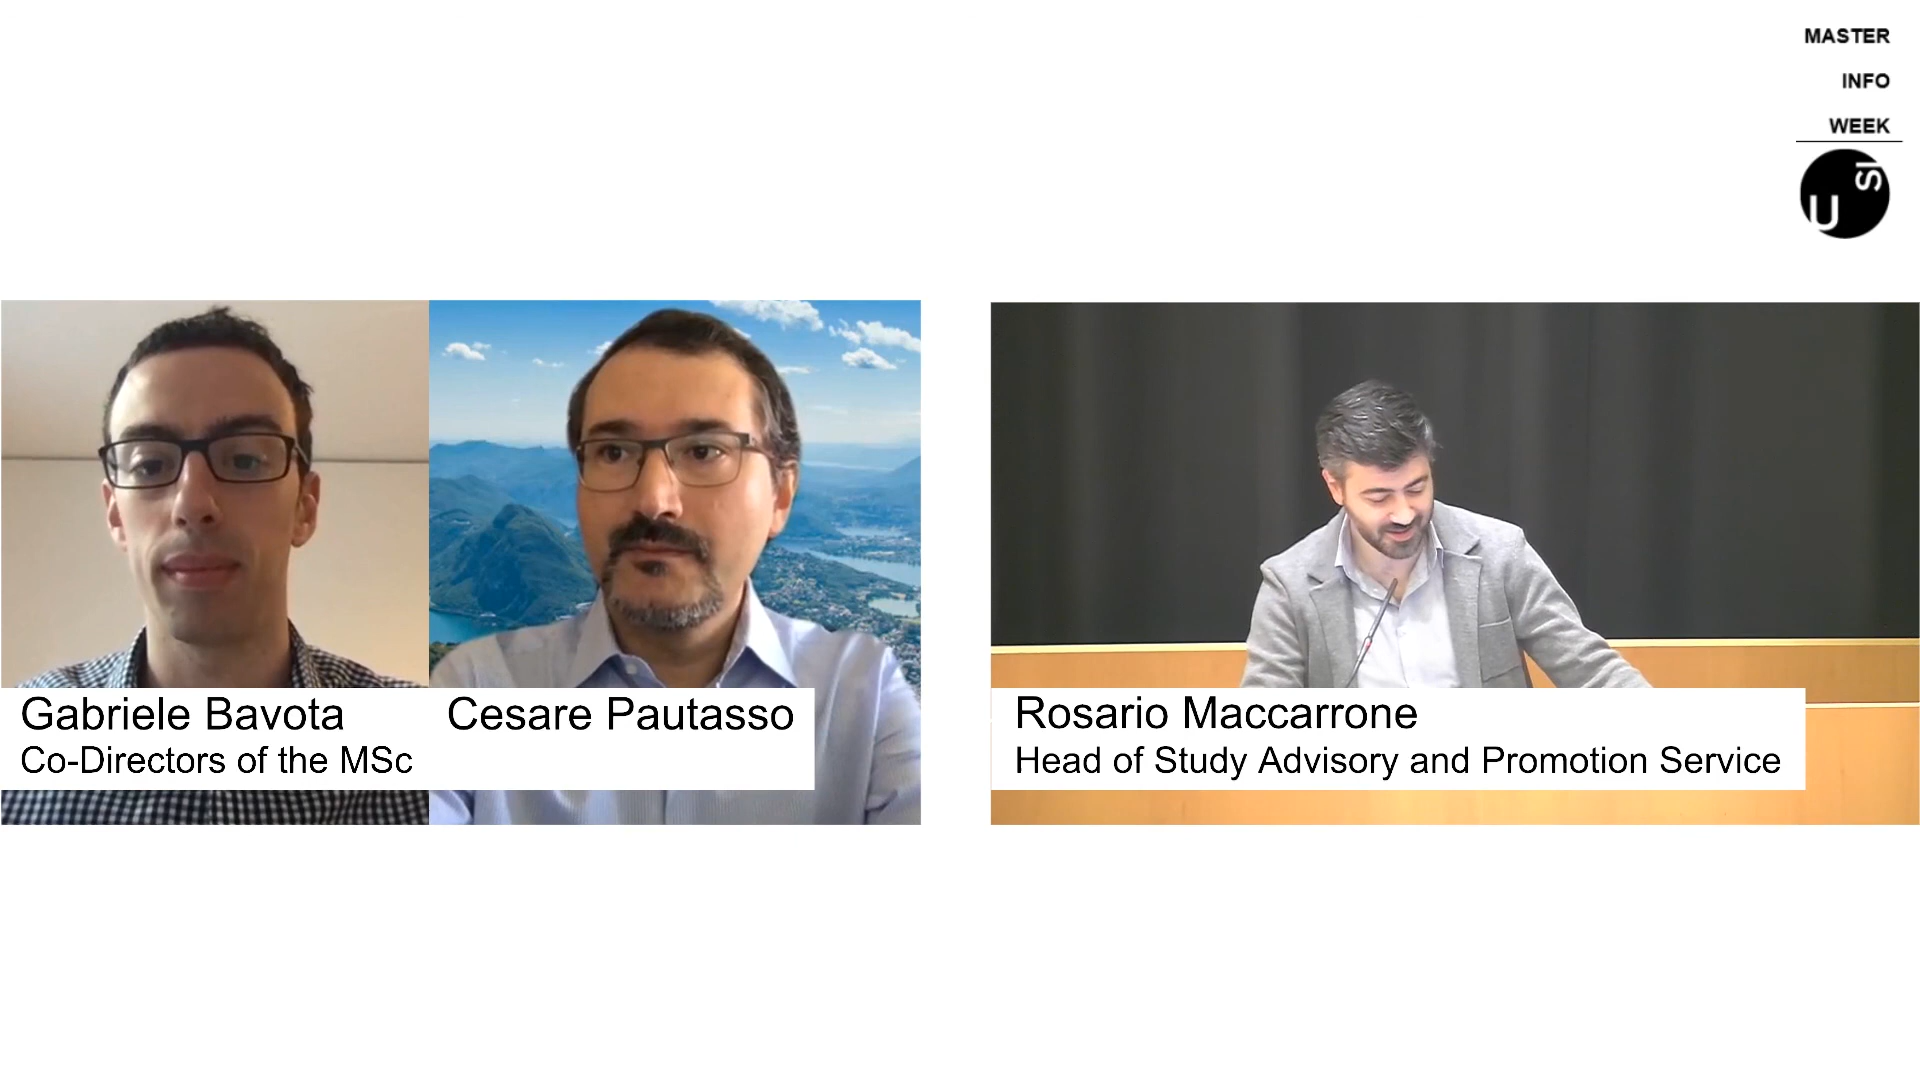 MASTER
INFO
WEEK
USI
Gabriele Bavota
Cesare Pautasso
Co-Directors of the MSc
Rosario Maccarrone
Head of Study Advisory and Promotion Service